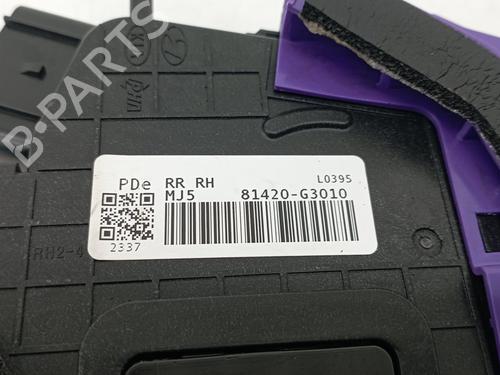 PDe RR RH L0395
MJ5 81420-G3010
2337
RH2-4
B-PARTS